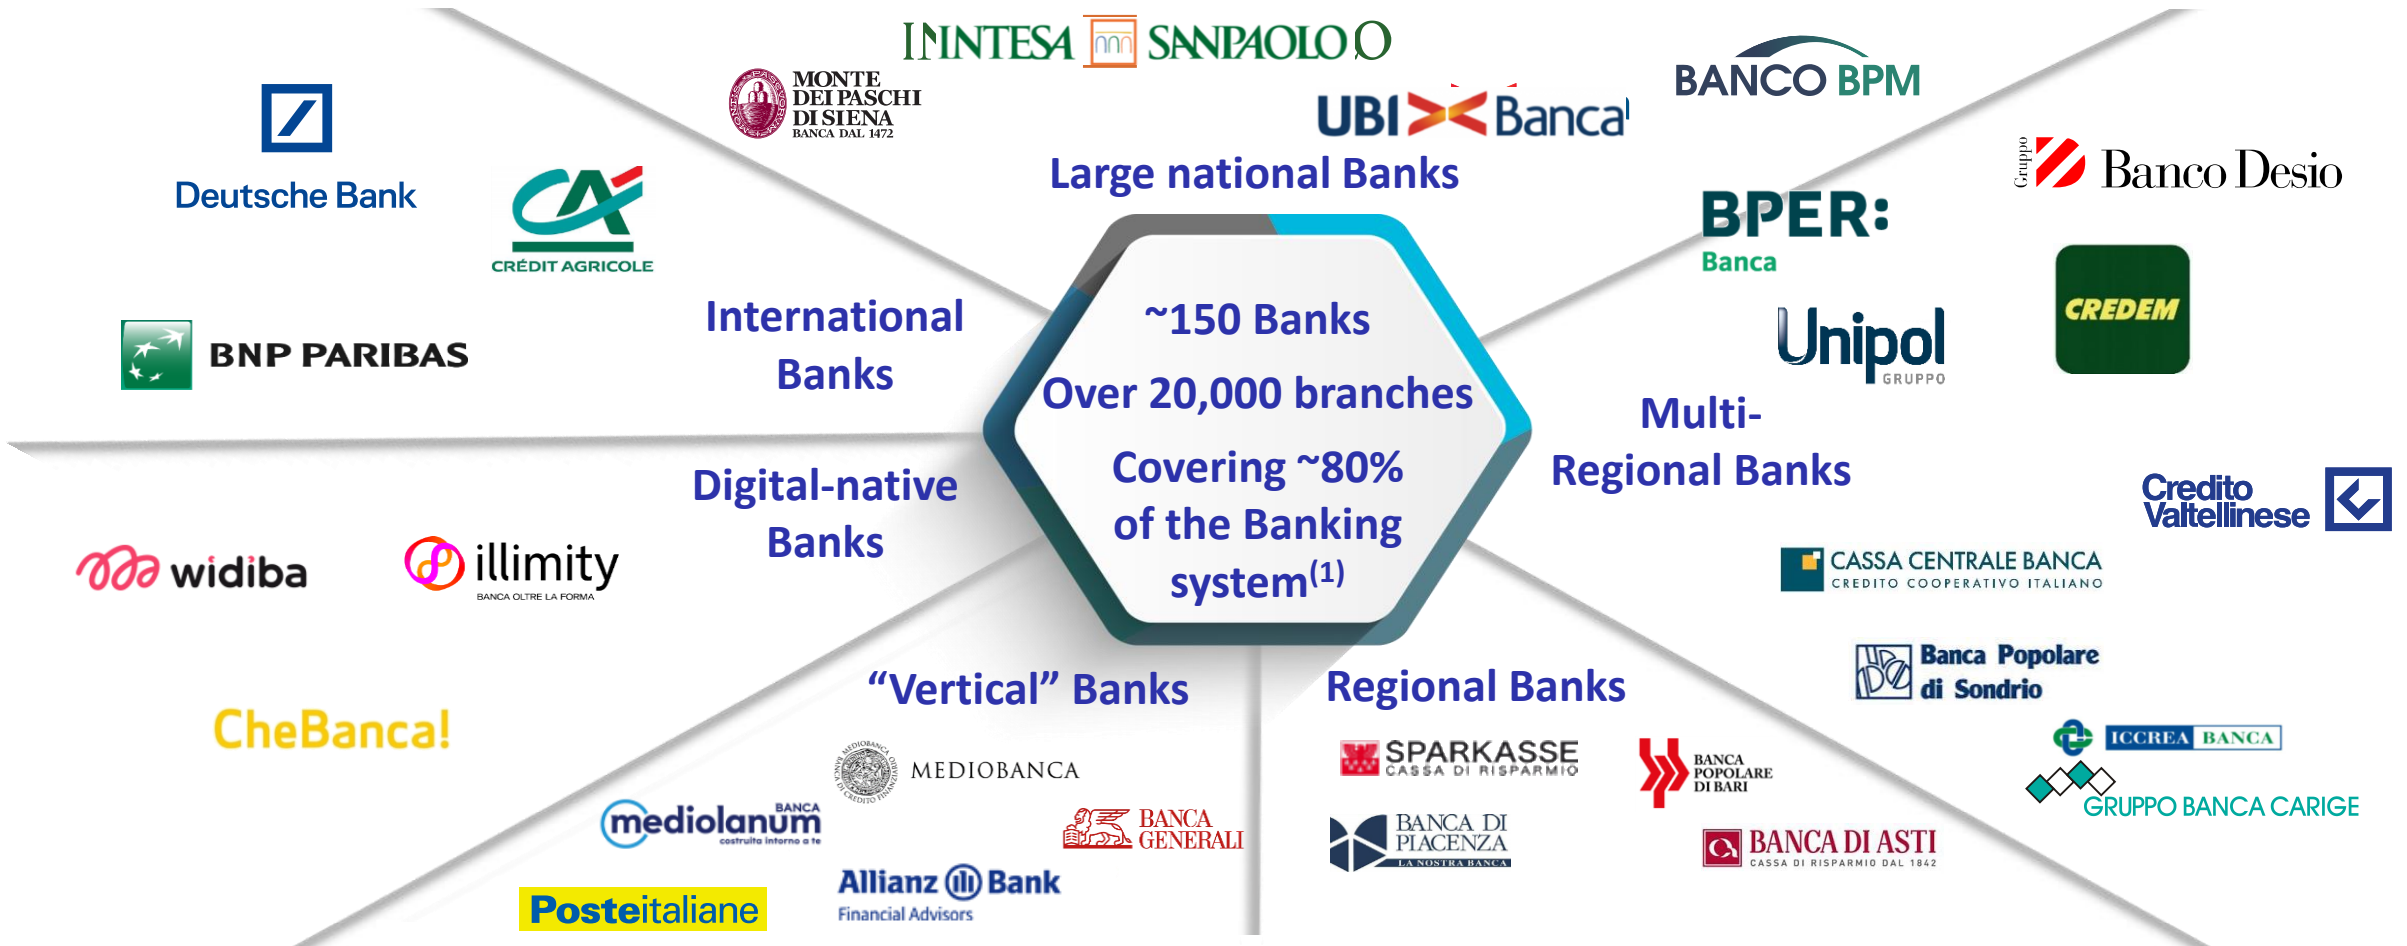 ININTESA SANPAOLO O
MONTE
DEI PASCHI
DI SIENA
BANCA DAL 1472
UBI Banca
BANCO BPM
Large national Banks
Deutsche Bank
CRÉDIT AGRICOLE
BNP PARIBAS
International
Banks
~150 Banks
Over 20,000 branches
Covering ~80%
of the Banking
system(1)
Gruppo
Banco Desio
BPER:
Banca
CREDEM
Unipol
GRUPPO
Multi-
Regional Banks
Credito
Valtellinese
CASSA CENTRALE BANCA
CREDITO COOPERATIVO ITALIANO
Banca Popolare
di Sondrio
ICCREA BANCA
GRUPPO BANCA CARIGE
Digital-native
Banks
widiba
illimity
BANCA OLTRE LA FORMA
CheBanca!
“Vertical” Banks
MEDIOBANCA
BANCA
mediolanum
costruita intorno a te
BANCA
GENERALI
Allianz Bank
Financial Advisors
Posteitaliane
Regional Banks
SPARKASSE
CASSA DI RISPARMIO
BANCA
POPOLARE
DI BARI
BANCA DI
PIACENZA
LA NOSTRA BANCA
BANCA DI ASTI
CASSA DI RISPARMIO DAL 1842